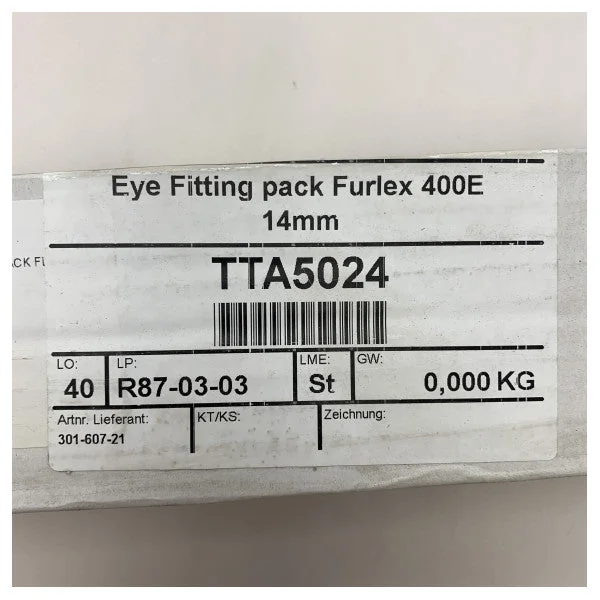 Eye Fitting pack Furlex 400E
14mm
TTA5024
LO: LP: LME: GW:
40 R87-03-03 St 0,000 KG
Artnr. Lieferant: KT/KS: Zeichnung:
301-607-21